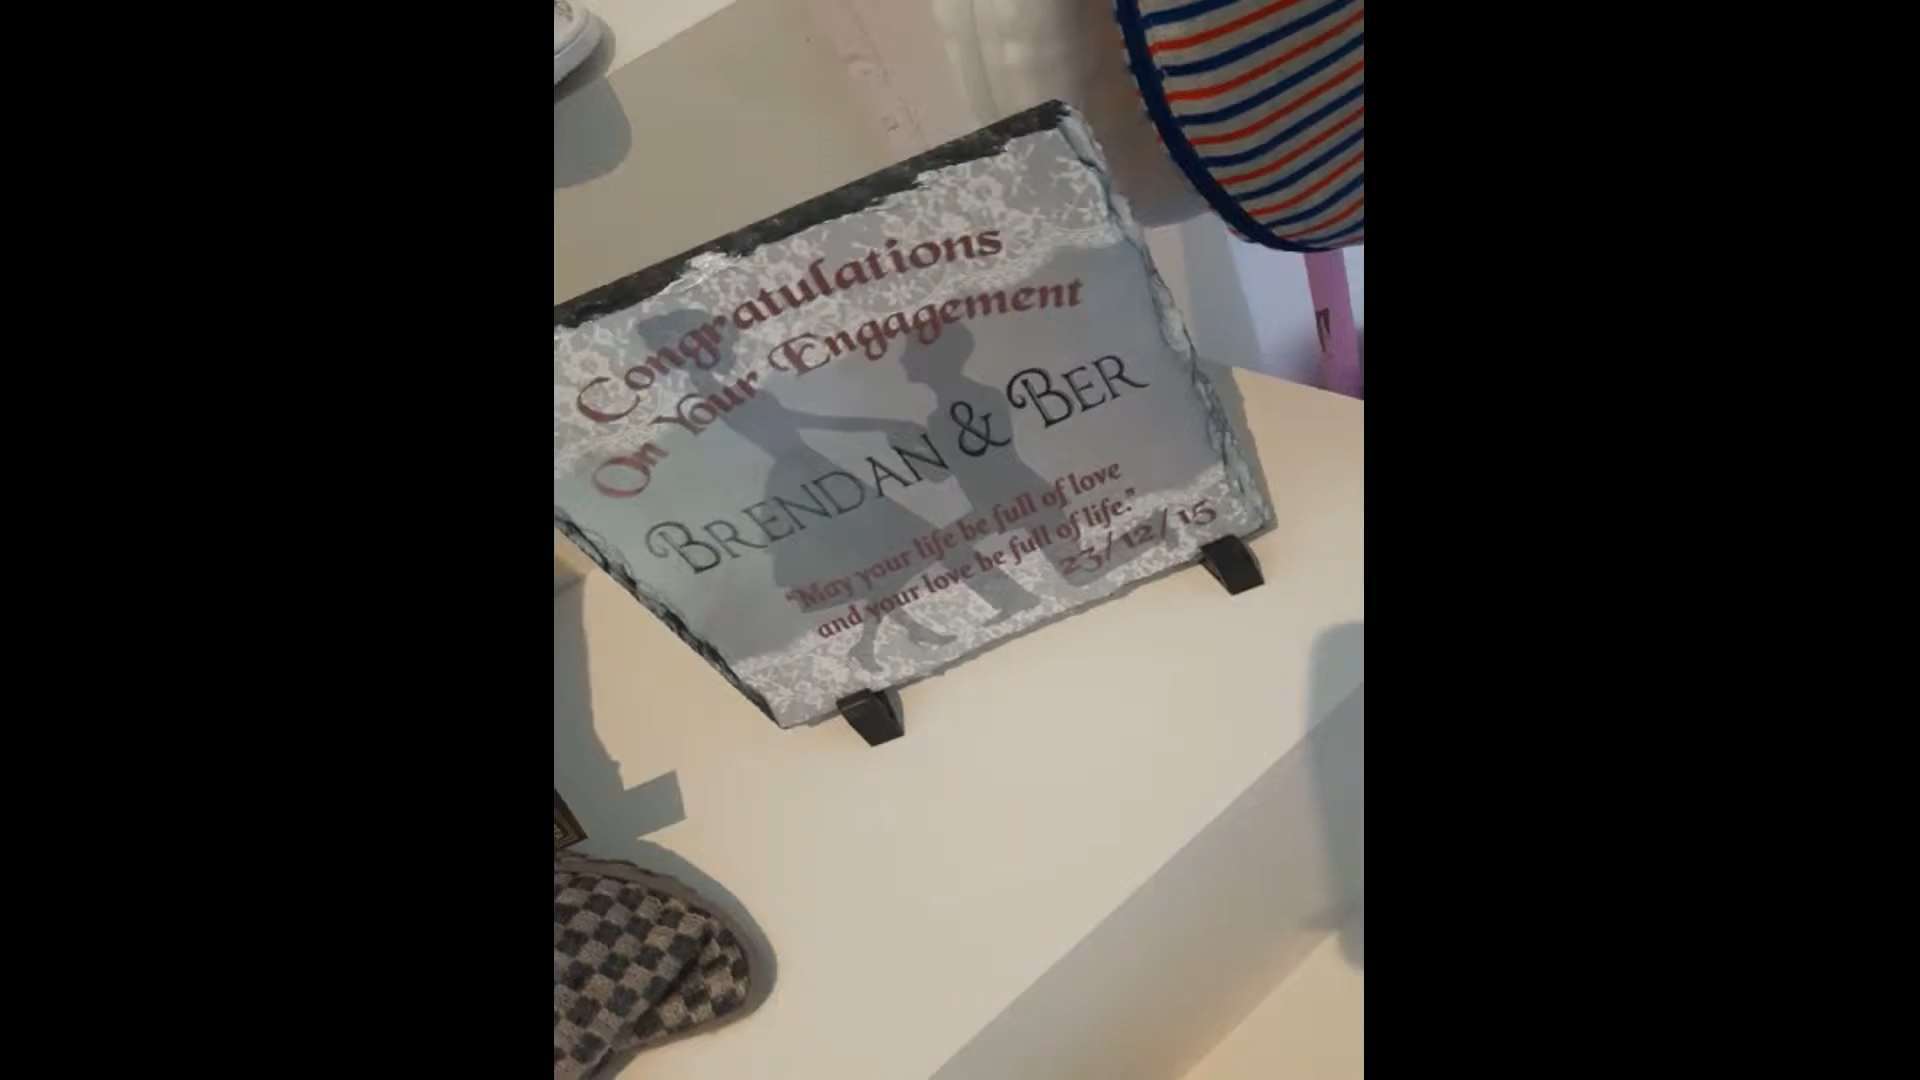 Congratulations
On Your Engagement
BRENDAN & BER
"May your life be full of love
and your love be full of life."
23/12/15